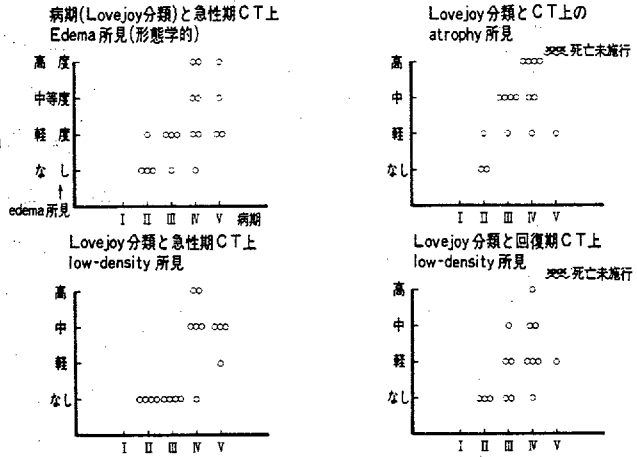 病期(Lovejoy分類)と急性期CT上
Edema所見(形態学的)
高度
中等度
軽度
なし
↑
edema所見
I II III IV V 病期
Lovejoy分類とCT上の
atrophy所見
死亡未施行
高
中
軽
なし
I II III IV V
Lovejoy分類と急性期CT上
low-density所見
高
中
軽
なし
I II III IV V
Lovejoy分類と回復期CT上
low-density所見
死亡未施行
高
中
軽
なし
I II III IV V